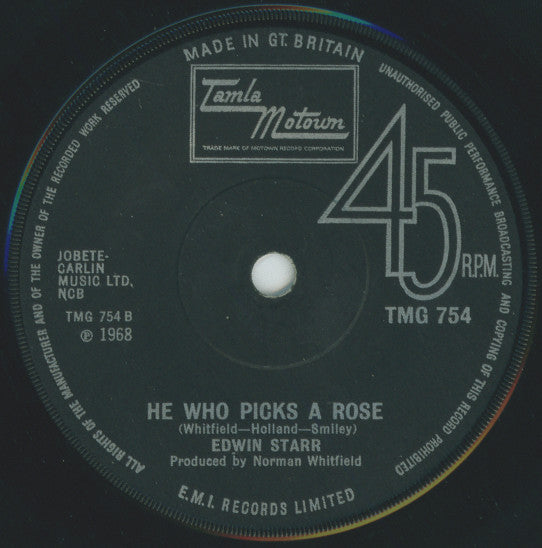 MADE IN GT. BRITAIN
Tamla
Motown
TRADE MARK OF MOTOWN RECORD CORPORATION
45
R.P.M.
TMG 754
JOBETE-
CARLIN
MUSIC LTD,
NCB
TMG 754 B
℗ 1968
HE WHO PICKS A ROSE
(Whitfield—Holland—Smiley)
EDWIN STARR
Produced by Norman Whitfield
E.M.I. RECORDS LIMITED
ALL RIGHTS OF THE MANUFACTURER AND OF THE OWNER OF THE RECORDED WORK RESERVED
UNAUTHORISED PUBLIC PERFORMANCE BROADCASTING AND COPYING OF THIS RECORD PROHIBITED